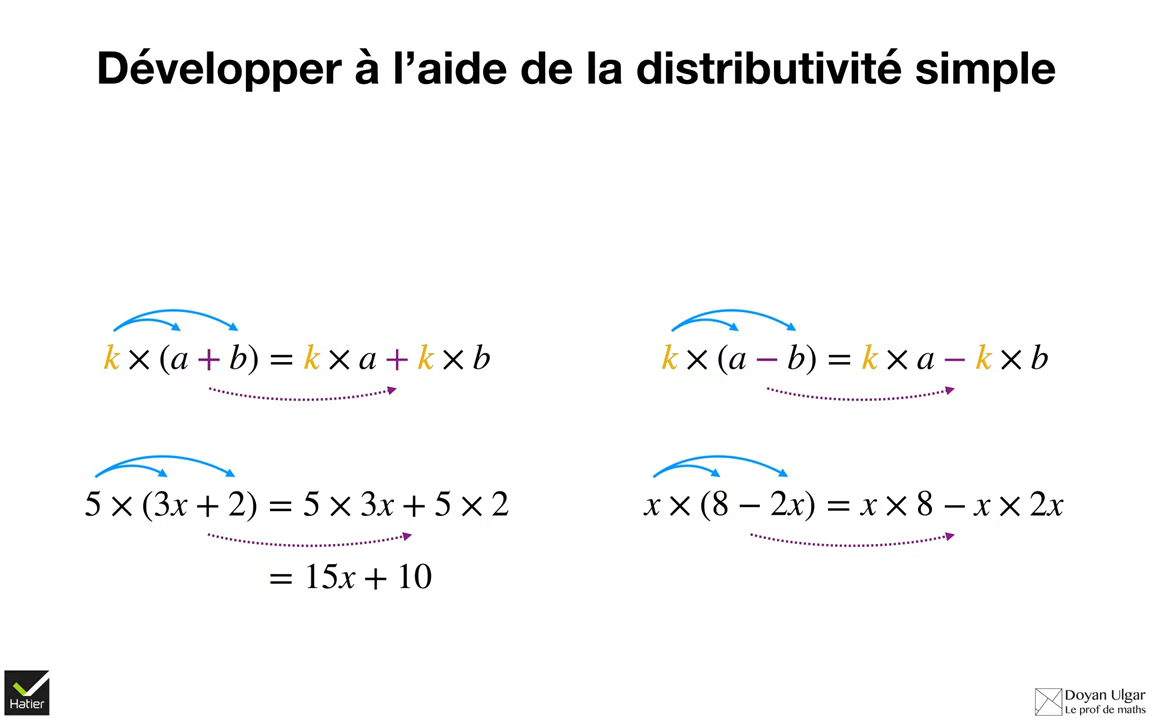 Développer à l’aide de la distributivité simple
k × (a + b) = k × a + k × b
k × (a − b) = k × a − k × b
5 × (3x + 2) = 5 × 3x + 5 × 2
= 15x + 10
x × (8 − 2x) = x × 8 − x × 2x
Hatier
Doyan Ulgar
Le prof de maths